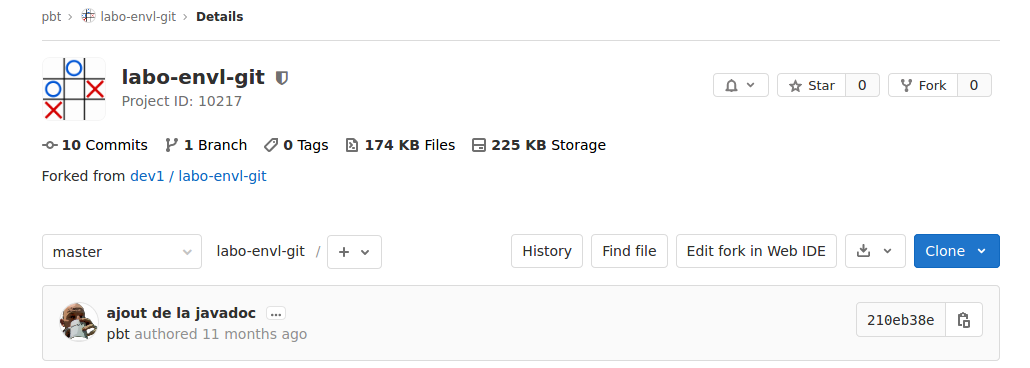 pbt › labo-envl-git › Details
labo-envl-git
Project ID: 10217
Star 0 Fork 0
10 Commits 1 Branch 0 Tags 174 KB Files 225 KB Storage
Forked from dev1 / labo-envl-git
master labo-envl-git / + History Find file Edit fork in Web IDE Clone
ajout de la javadoc ...
pbt authored 11 months ago
210eb38e